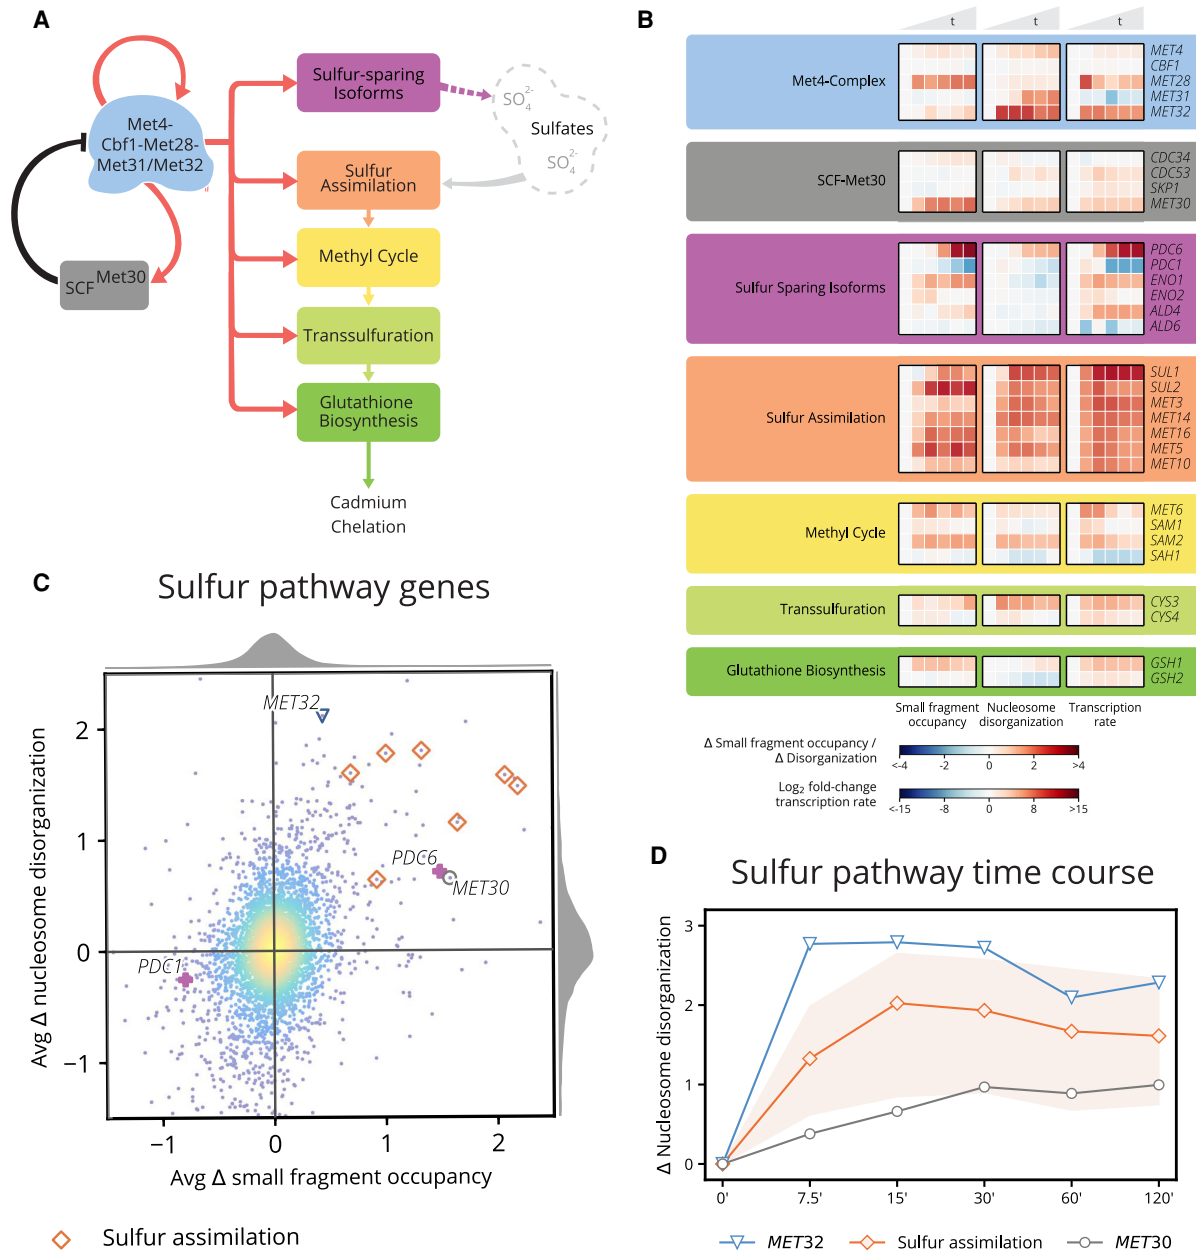 A
Met4-
Cbf1-Met28-
Met31/Met32
SCF^Met30
Sulfur-sparing
Isoforms
SO₄²⁻
Sulfates
SO₄²⁻
Sulfur
Assimilation
Methyl Cycle
Transsulfuration
Glutathione
Biosynthesis
Cadmium
Chelation
B
t
t
t
Met4-Complex
MET4
CBF1
MET28
MET31
MET32
SCF-Met30
CDC34
CDC53
SKP1
MET30
Sulfur Sparing Isoforms
PDC6
PDC1
ENO1
ENO2
ALD4
ALD6
Sulfur Assimilation
SUL1
SUL2
MET3
MET14
MET16
MET5
MET10
Methyl Cycle
MET6
SAM1
SAM2
SAH1
Transsulfuration
CYS3
CYS4
Glutathione Biosynthesis
GSH1
GSH2
Small fragment
occupancy
Nucleosome
disorganization
Transcription
rate
Δ Small fragment occupancy /
Δ Disorganization
<-4 -2 0 2 >4
Log₂ fold-change
transcription rate
<-15 -8 0 8 >15
C
Sulfur pathway genes
Avg Δ nucleosome disorganization
2
1
0
−1
MET32
PDC6
MET30
PDC1
−1 0 1 2
Avg Δ small fragment occupancy
Sulfur assimilation
D
Sulfur pathway time course
Δ Nucleosome disorganization
3
2
1
0
0' 7.5' 15' 30' 60' 120'
MET32 Sulfur assimilation MET30